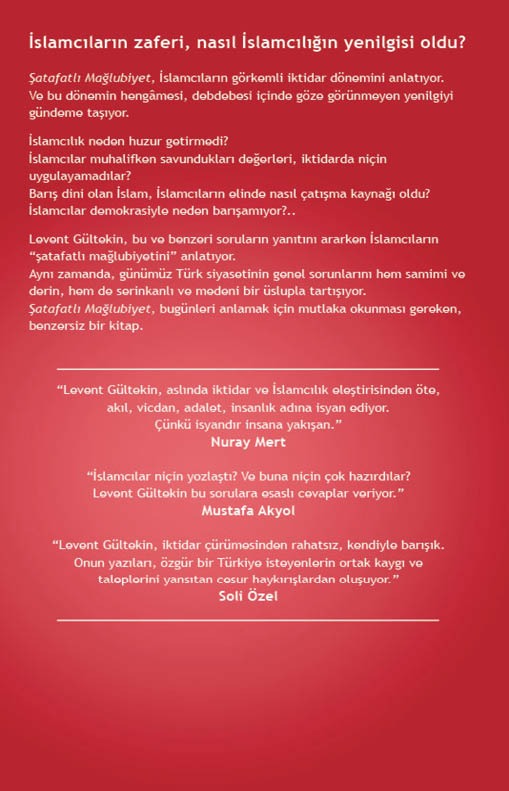 İslamcıların zaferi, nasıl İslamcılığın yenilgisi oldu?
Şatafatlı Mağlubiyet, İslamcıların görkemli iktidar dönemini anlatıyor.
Ve bu dönemin hengâmesi, debdebesi içinde göze görünmeyen yenilgiyi
gündeme taşıyor.
İslamcılık neden huzur getirmedi?
İslamcılar muhalifken savundukları değerleri, iktidarda niçin
uygulayamadılar?
Barış dini olan İslam, İslamcıların elinde nasıl çatışma kaynağı oldu?
İslamcılar demokrasiyle neden barışamıyor?..
Levent Gültekin, bu ve benzeri soruların yanıtını ararken İslamcıların
“şatafatlı mağlubiyetini” anlatıyor.
Aynı zamanda, günümüz Türk siyasetinin genel sorunlarını hem samimi ve
derin, hem de serinkanlı ve medeni bir üslupla tartışıyor.
Şatafatlı Mağlubiyet, bugünleri anlamak için mutlaka okunması gereken,
benzersiz bir kitap.
“Levent Gültekin, aslında iktidar ve İslamcılık eleştirisinden öte,
akıl, vicdan, adalet, insanlık adına isyan ediyor.
Çünkü isyandır insana yakışan.”
Nuray Mert
“İslamcılar niçin yozlaştı? Ve buna niçin çok hazırdılar?
Levent Gültekin bu sorulara esaslı cevaplar veriyor.”
Mustafa Akyol
“Levent Gültekin, iktidar çürümesinden rahatsız, kendiyle barışık.
Onun yazıları, özgür bir Türkiye isteyenlerin ortak kaygı ve
taleplerini yansıtan cesur haykırışlardan oluşuyor.”
Soli Özel